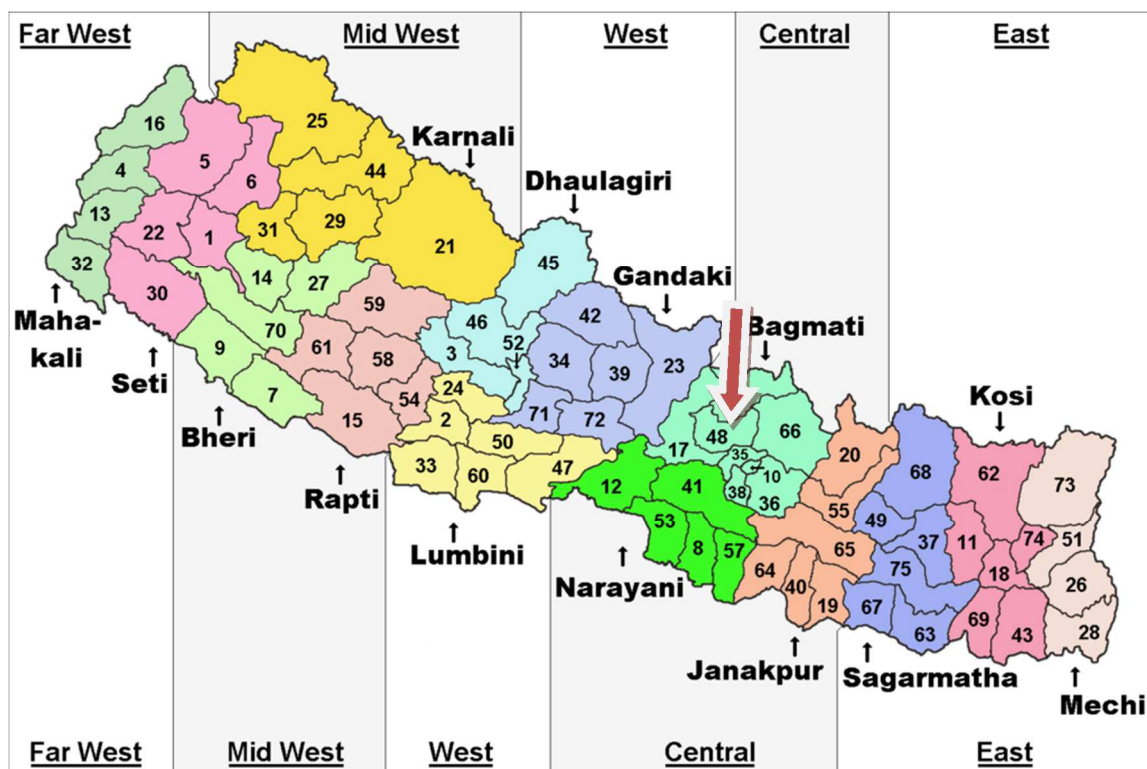 Far West
Mid West
West
Central
East
Karnali
Dhaulagiri
Gandaki
Bagmati
Kosi
16
25
5
44
4
6
13
31
29
22
1
21
45
32
14
27
30
59
42
46
52
70
3
34
39
23
61
58
9
24
7
54
15
2
71
72
48
66
17
35
20
50
10
68
62
73
33
60
47
12
41
38
36
55
49
37
11
74
51
53
8
57
65
18
26
75
64
40
19
67
63
69
43
28
Maha-
kali
Seti
Bheri
Rapti
Lumbini
Narayani
Janakpur
Sagarmatha
Mechi
Far West
Mid West
West
Central
East